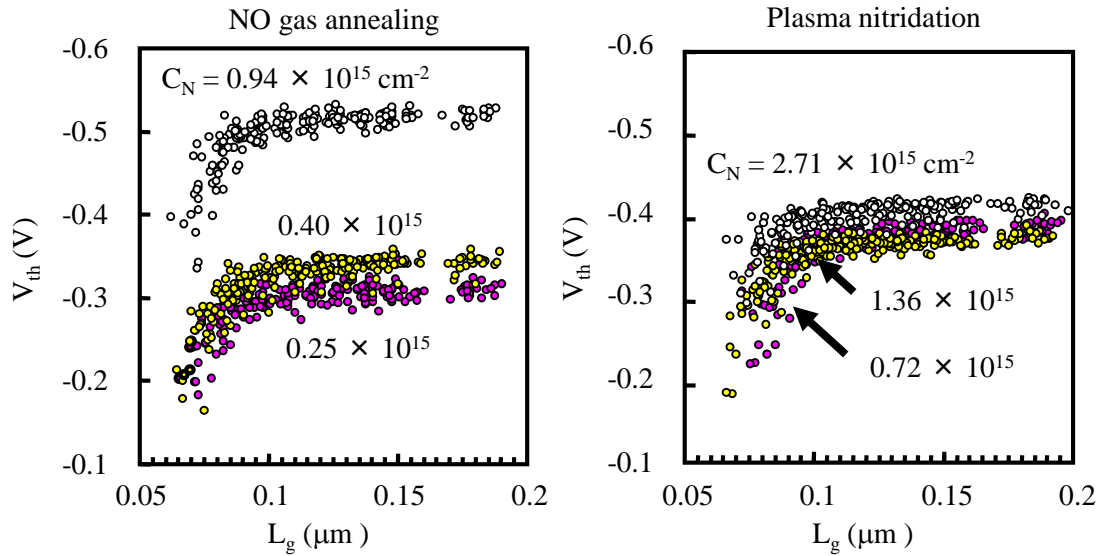 NO gas annealing
-0.6
-0.5
-0.4
-0.3
-0.2
-0.1
V_th (V)
C_N = 0.94 × 10^15 cm^-2
0.40 × 10^15
0.25 × 10^15
0.05
0.1
0.15
0.2
L_g (μm )
Plasma nitridation
-0.6
-0.5
-0.4
-0.3
-0.2
-0.1
V_th (V)
C_N = 2.71 × 10^15 cm^-2
1.36 × 10^15
0.72 × 10^15
0.05
0.1
0.15
0.2
L_g (μm )